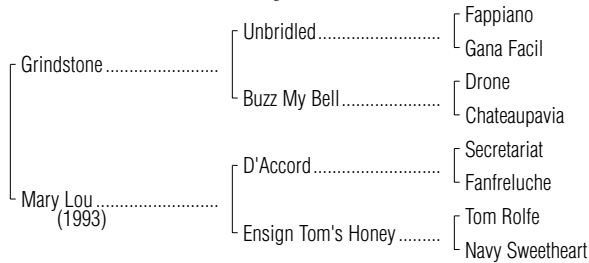 Fappiano
Unbridled
Gana Facil
Grindstone
Drone
Buzz My Bell
Chateaupavia
Secretariat
D'Accord
Fanfreluche
Mary Lou
(1993)
Tom Rolfe
Ensign Tom's Honey
Navy Sweetheart